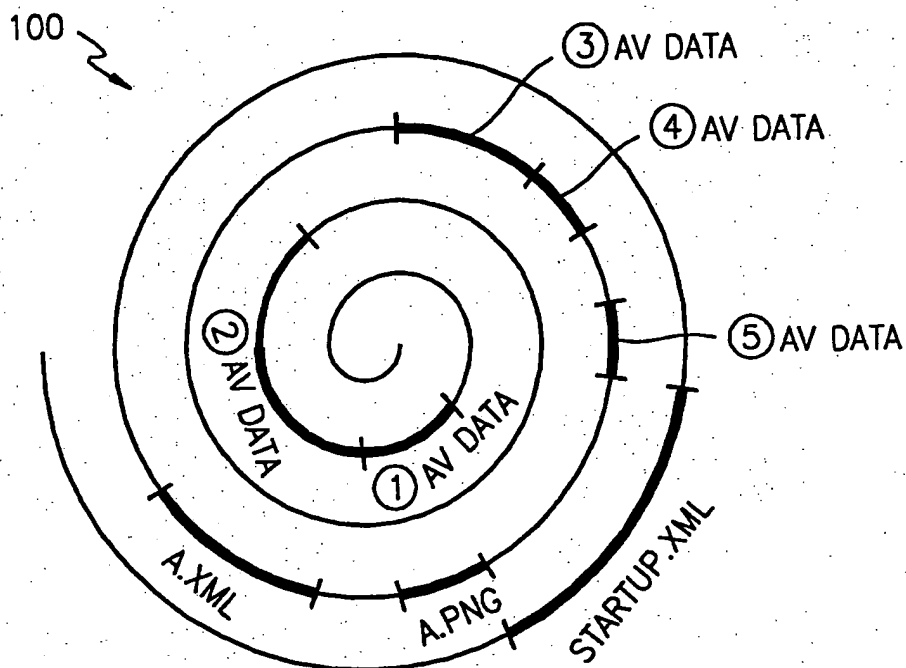 100
③ AV DATA
④ AV DATA
⑤ AV DATA
② AV DATA
① AV DATA
A.XML
A.PNG
STARTUP.XML